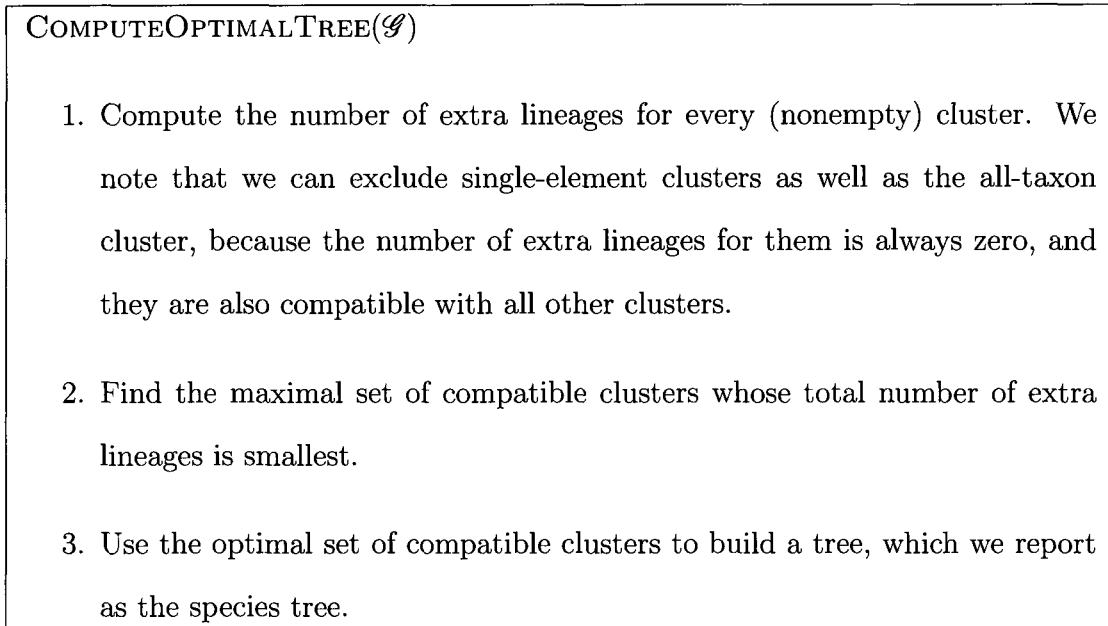 COMPUTEOPTIMALTREE(𝒢)
1. Compute the number of extra lineages for every (nonempty) cluster. We
note that we can exclude single-element clusters as well as the all-taxon
cluster, because the number of extra lineages for them is always zero, and
they are also compatible with all other clusters.
2. Find the maximal set of compatible clusters whose total number of extra
lineages is smallest.
3. Use the optimal set of compatible clusters to build a tree, which we report
as the species tree.